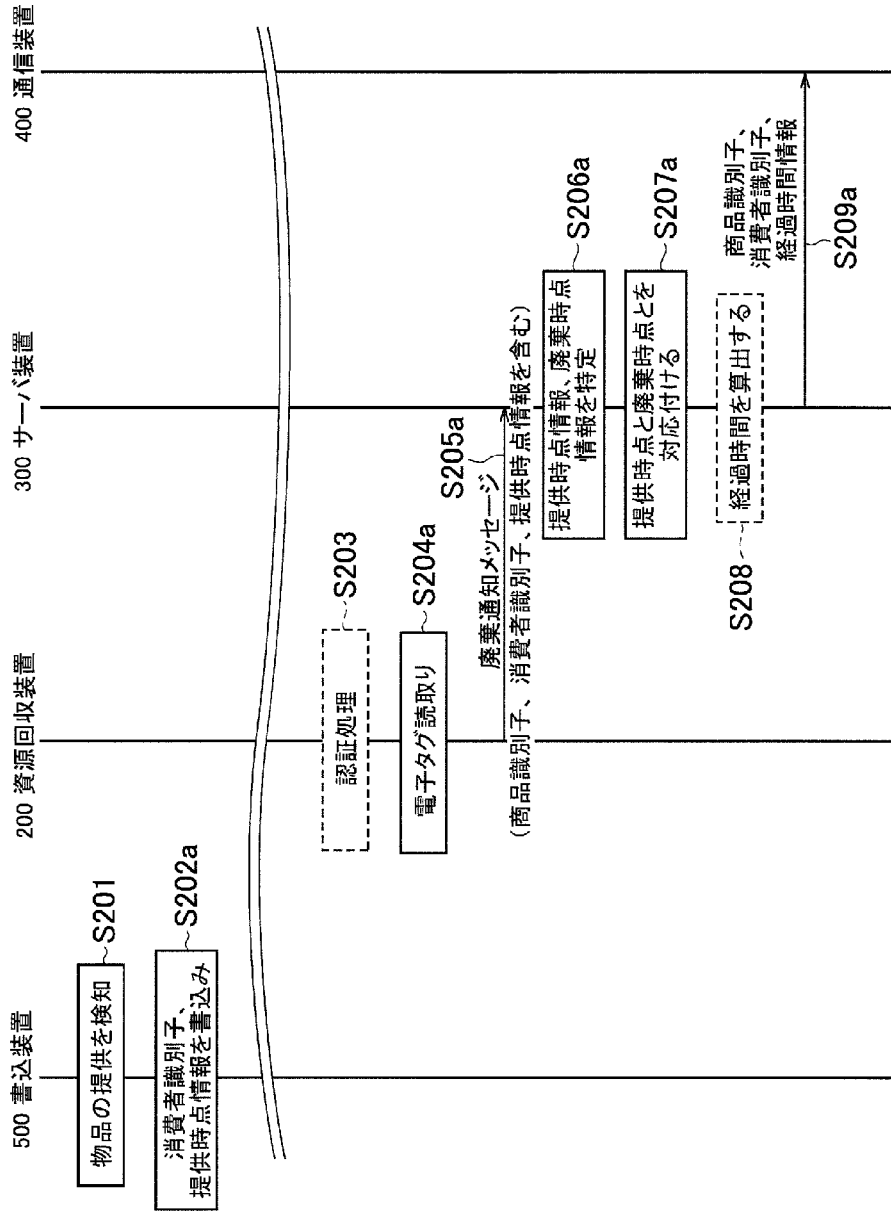 500 書込装置
200 資源回収装置
300 サーバ装置
400 通信装置
物品の提供を検知
S201
消費者識別子、
提供時点情報を書込み
S202a
認証処理
S203
電子タグ読取り
S204a
廃棄通知メッセージ
S205a
(商品識別子、消費者識別子、提供時点情報を含む)
提供時点情報、廃棄時点
情報を特定
S206a
提供時点と廃棄時点とを
対応付ける
S207a
経過時間を算出する
S208
商品識別子、
消費者識別子、
経過時間情報
S209a